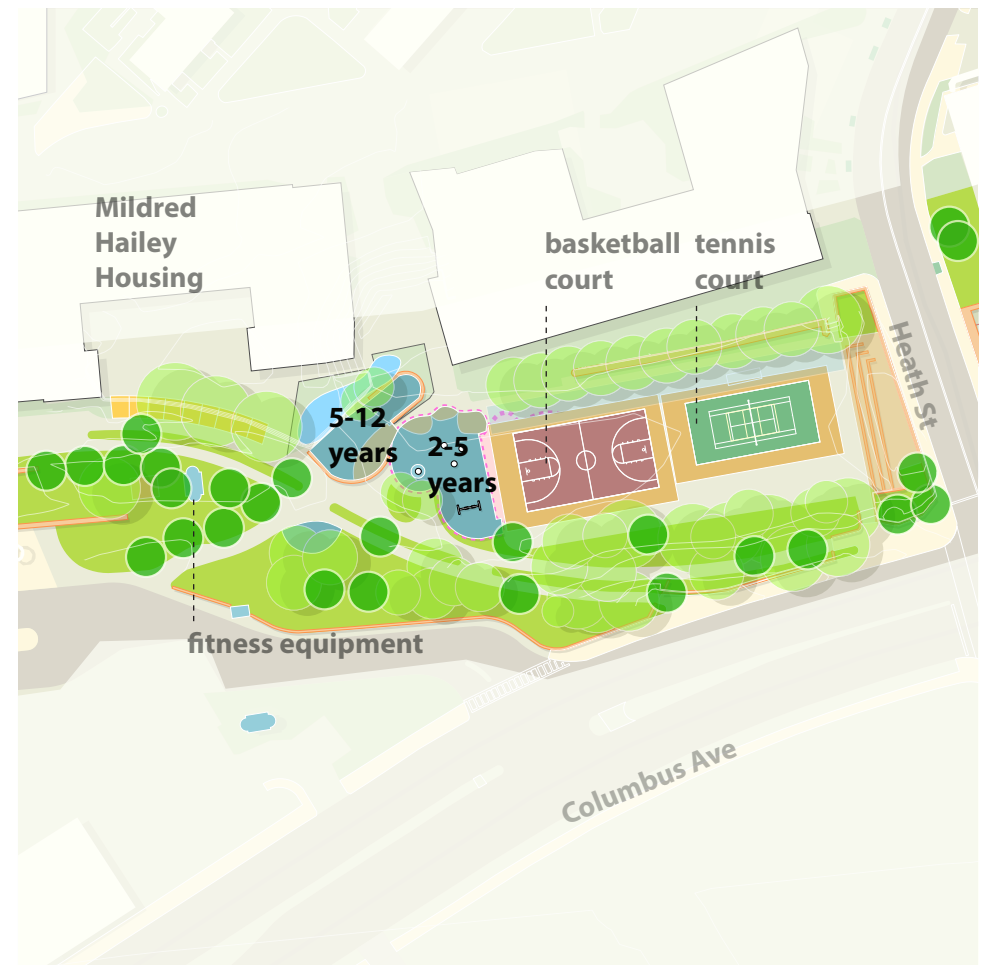 Mildred
Hailey
Housing
basketball
court
tennis
court
Heath St
5-12
years
2-5
years
fitness equipment
Columbus Ave